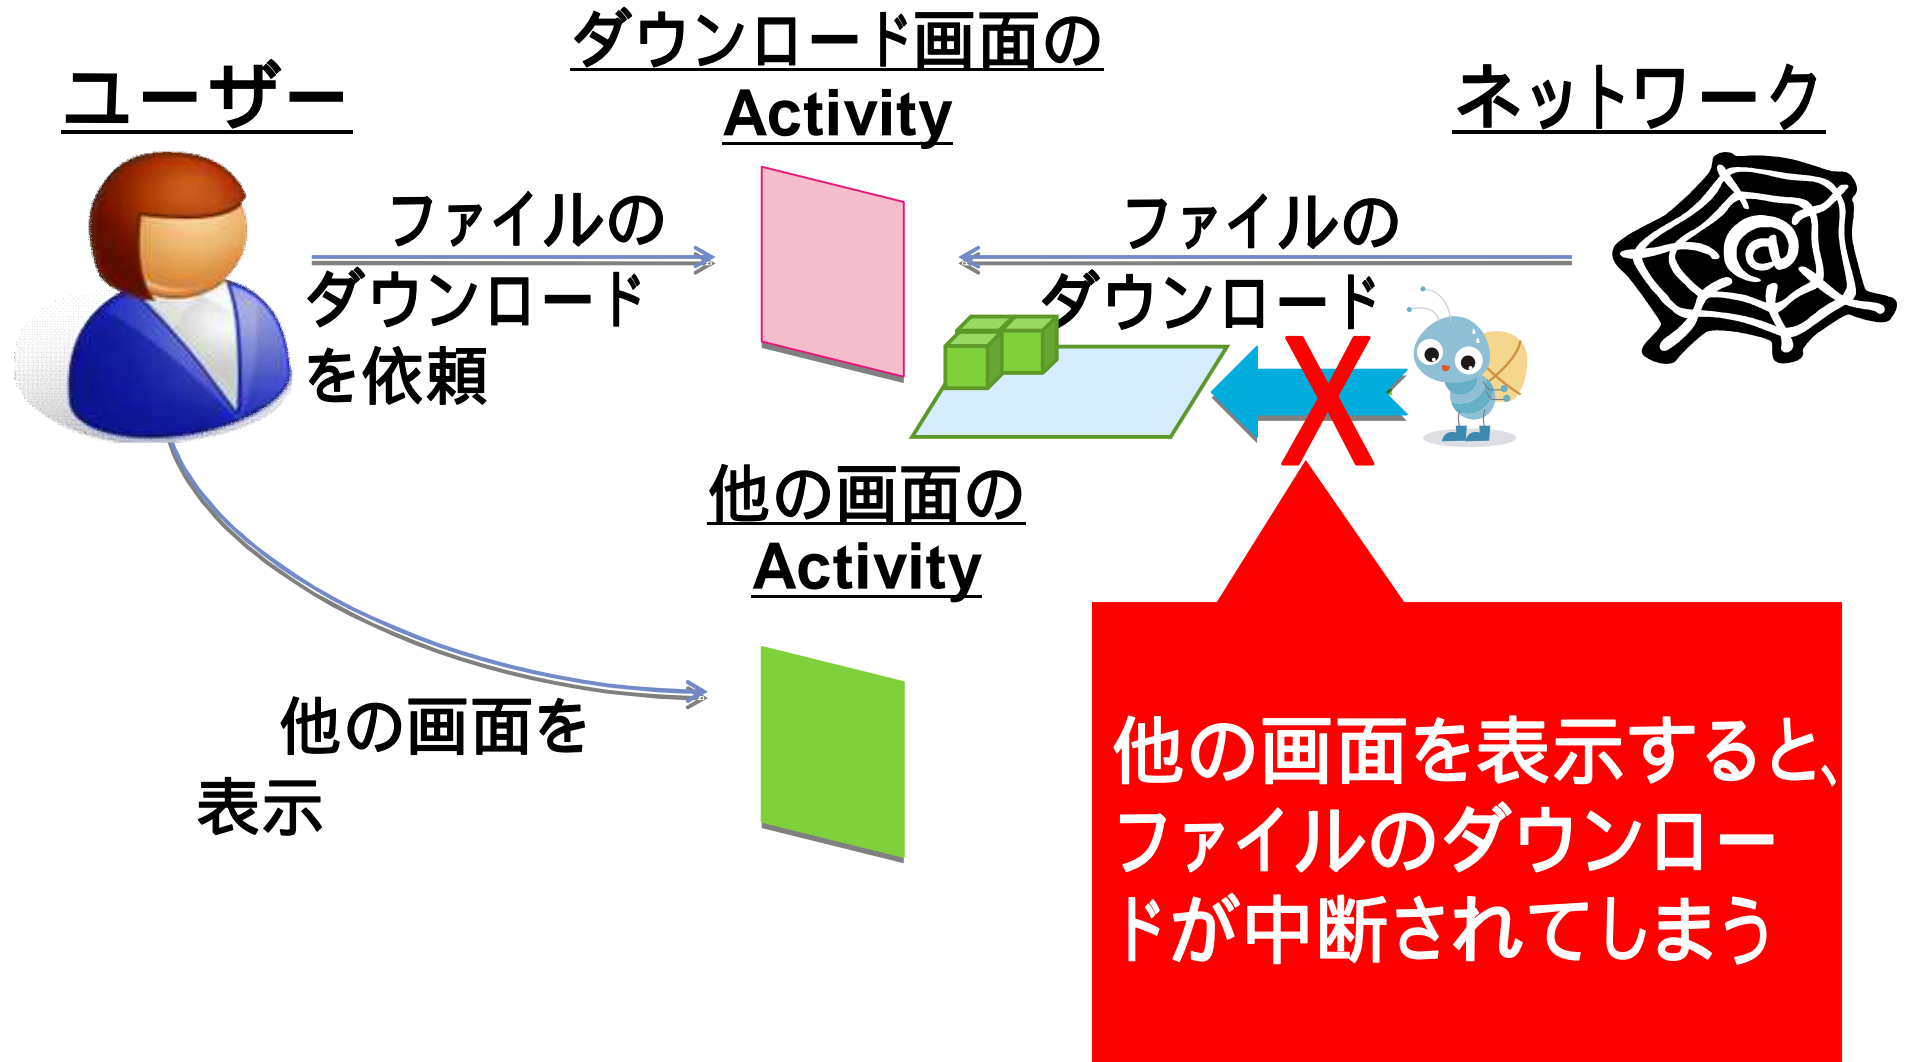 ダウンロード画面の
Activity
ユーザー
ネットワーク
ファイルの
ダウンロード
を依頼
ファイルの
ダウンロード
@
X
他の画面の
Activity
他の画面を
表示
他の画面を表示すると、
ファイルのダウンロー
ドが中断されてしまう